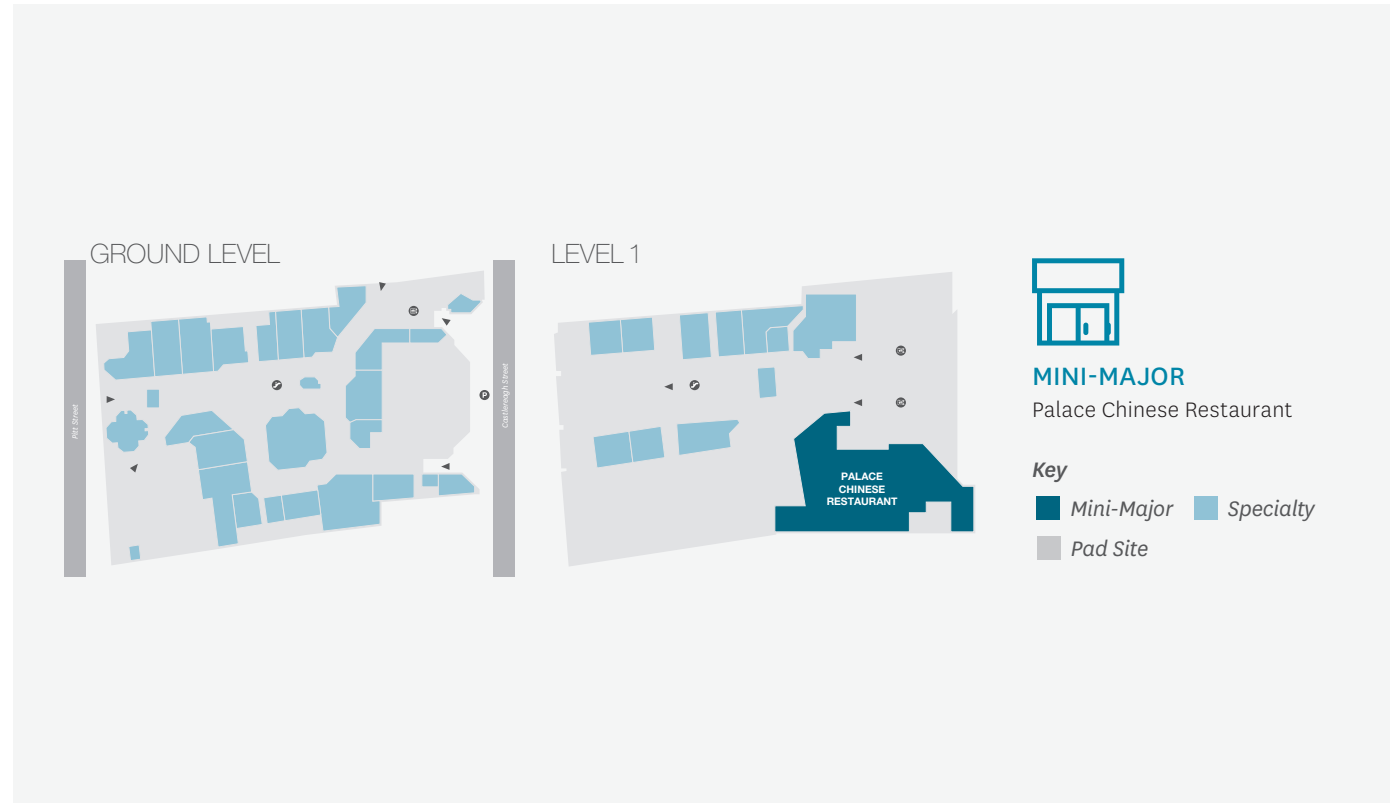 GROUND LEVEL
LEVEL 1
Pitt Street
Castlereagh Street
P
PALACE
CHINESE
RESTAURANT
MINI-MAJOR
Palace Chinese Restaurant
Key
Mini-Major
Specialty
Pad Site